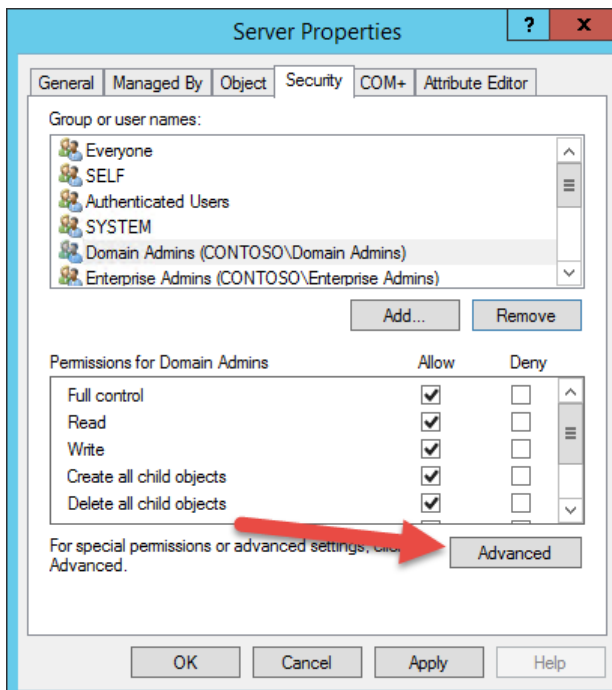 Server Properties
?
x
General Managed By Object Security COM+ Attribute Editor
Group or user names:
Everyone
SELF
Authenticated Users
SYSTEM
Domain Admins (CONTOSO\Domain Admins)
Enterprise Admins (CONTOSO\Enterprise Admins)
Add... Remove
Permissions for Domain Admins Allow Deny
Full control
Read
Write
Create all child objects
Delete all child objects
For special permissions or advanced settings,
Advanced.
Advanced
OK Cancel Apply Help